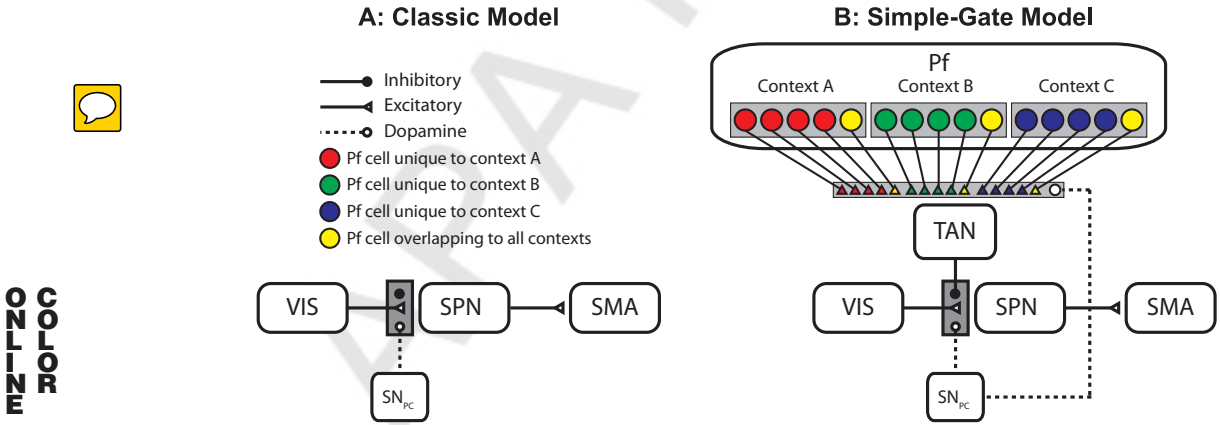 A: Classic Model
B: Simple-Gate Model
Inhibitory
Excitatory
Dopamine
Pf cell unique to context A
Pf cell unique to context B
Pf cell unique to context C
Pf cell overlapping to all contexts
VIS
SPN
SMA
SNPC
Pf
Context A
Context B
Context C
TAN
VIS
SPN
SMA
SNPC
ONLINE
COLOR
APA